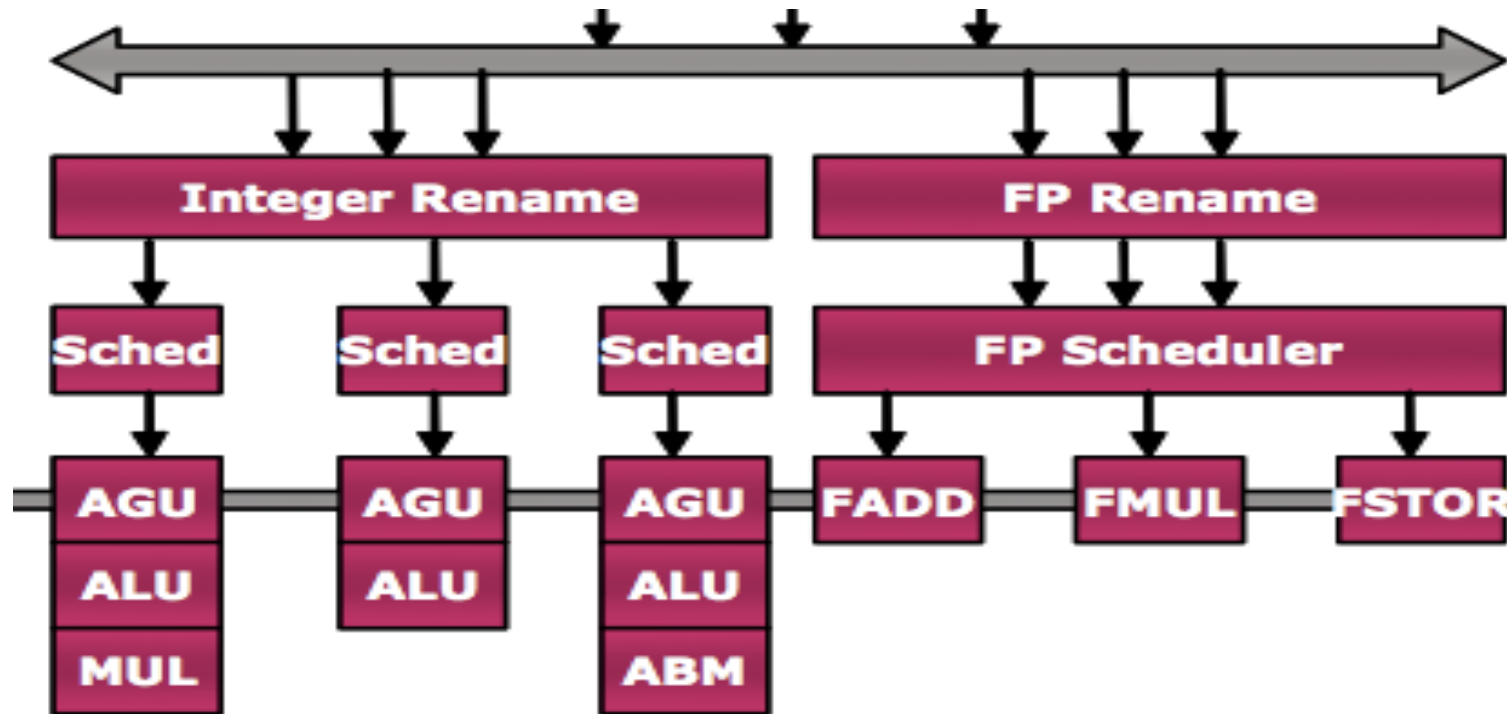 Integer Rename
FP Rename
Sched
Sched
Sched
FP Scheduler
AGU
AGU
AGU
FADD
FMUL
FSTOR
ALU
ALU
ALU
MUL
ABM